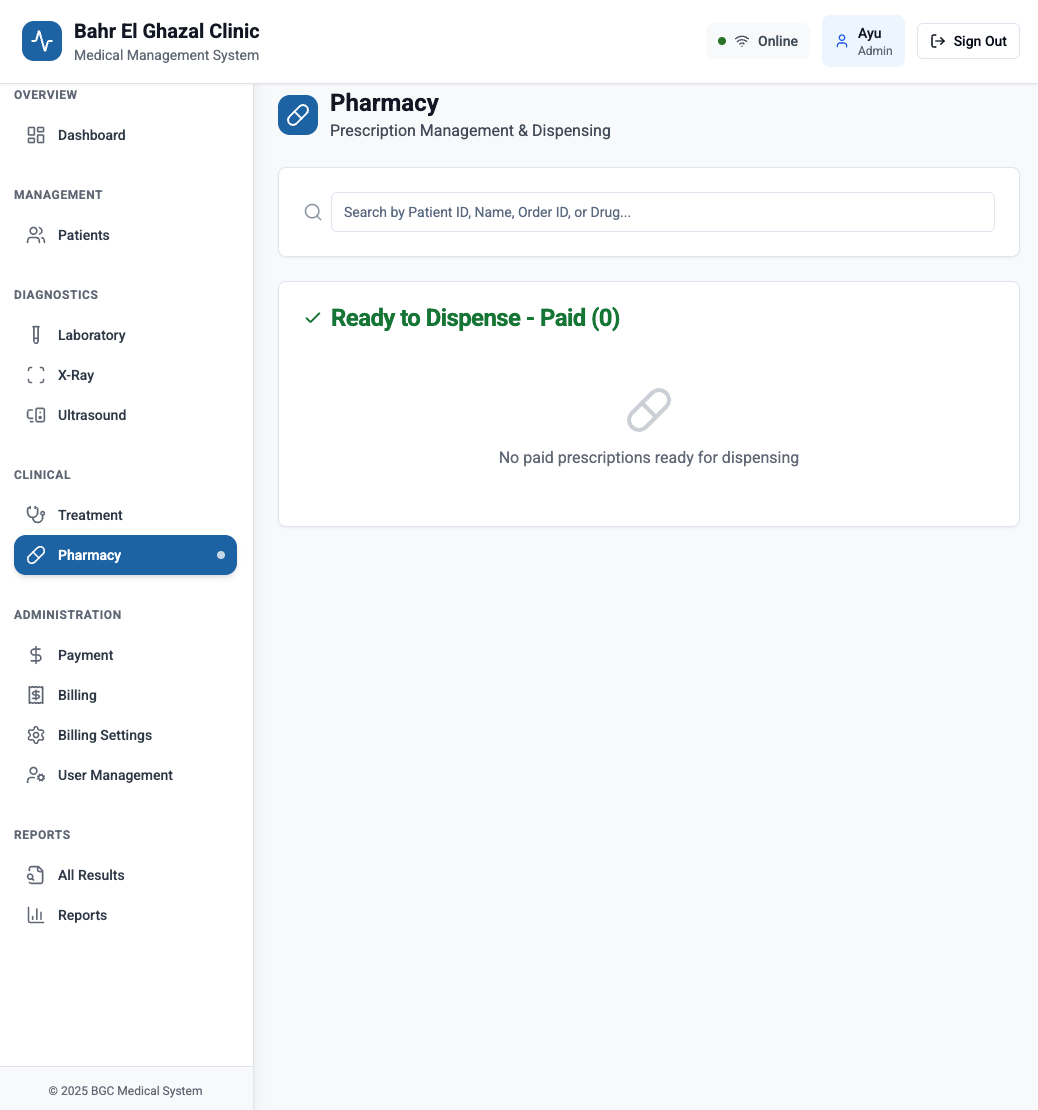 Bahr El Ghazal Clinic
Medical Management System
Online
Ayu
Admin
Sign Out
OVERVIEW
Dashboard
MANAGEMENT
Patients
DIAGNOSTICS
Laboratory
X-Ray
Ultrasound
CLINICAL
Treatment
Pharmacy
ADMINISTRATION
Payment
Billing
Billing Settings
User Management
REPORTS
All Results
Reports
© 2025 BGC Medical System
Pharmacy
Prescription Management & Dispensing
Search by Patient ID, Name, Order ID, or Drug...
Ready to Dispense - Paid (0)
No paid prescriptions ready for dispensing